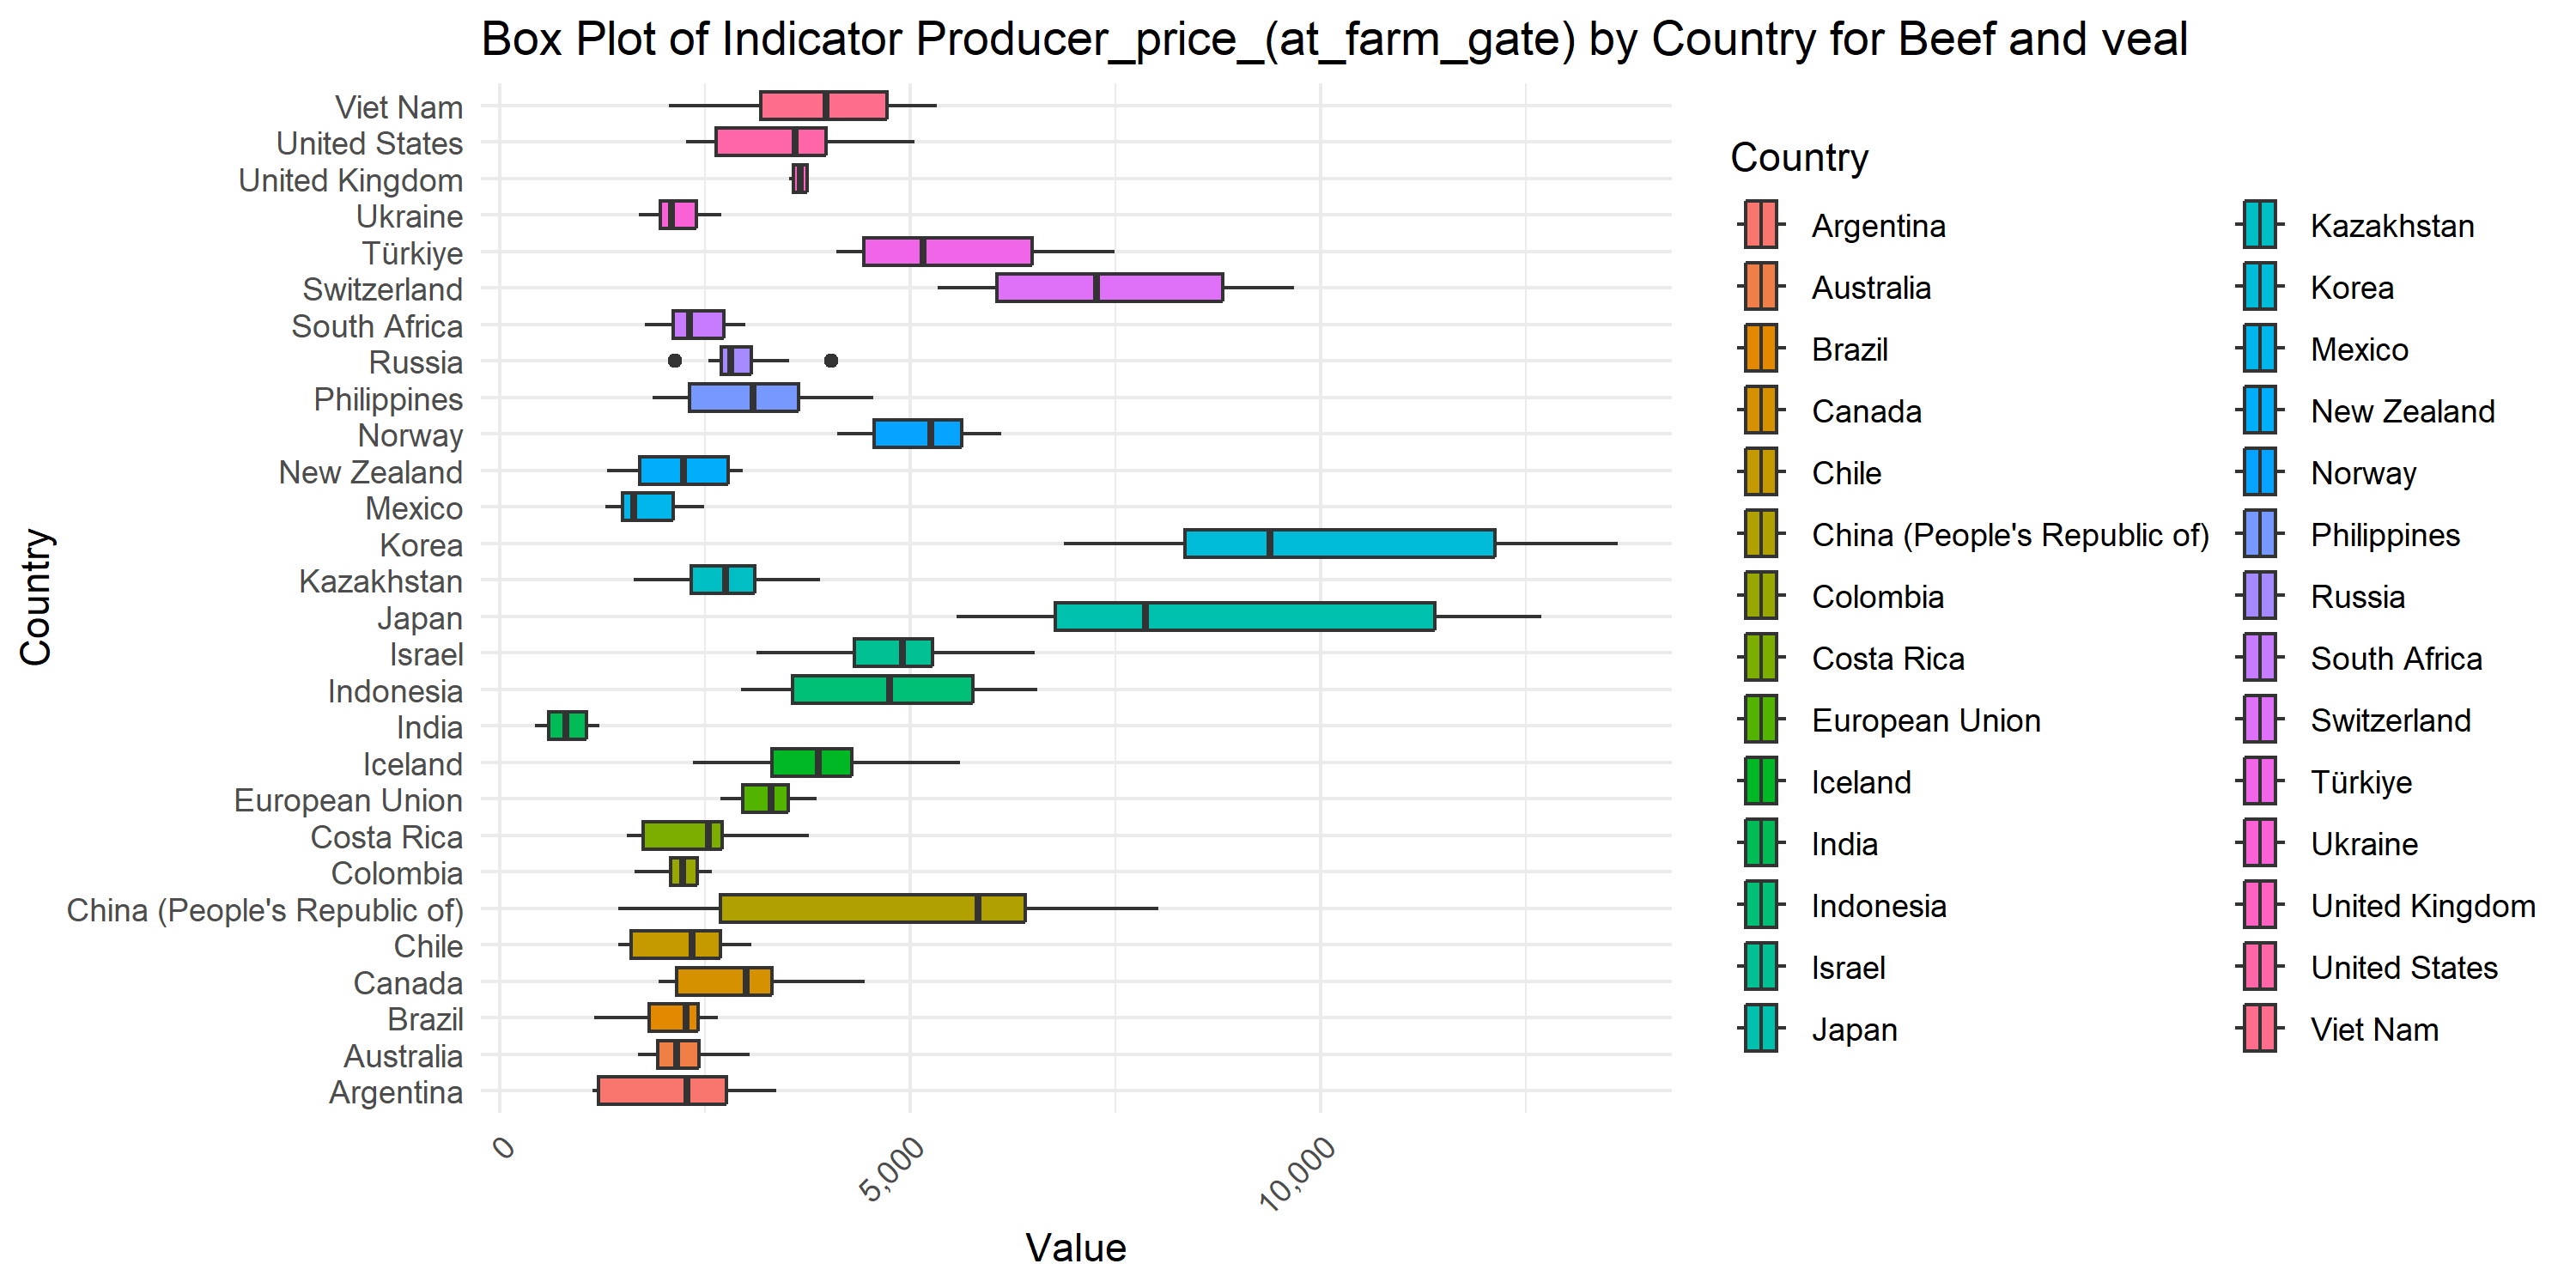 Box Plot of Indicator Producer_price_(at_farm_gate) by Country for Beef and veal
Country
Viet Nam
United States
United Kingdom
Ukraine
Türkiye
Switzerland
South Africa
Russia
Philippines
Norway
New Zealand
Mexico
Korea
Kazakhstan
Japan
Israel
Indonesia
India
Iceland
European Union
Costa Rica
Colombia
China (People's Republic of)
Chile
Canada
Brazil
Australia
Argentina
0
5,000
10,000
Value
Country
Argentina
Australia
Brazil
Canada
Chile
China (People's Republic of)
Colombia
Costa Rica
European Union
Iceland
India
Indonesia
Israel
Japan
Kazakhstan
Korea
Mexico
New Zealand
Norway
Philippines
Russia
South Africa
Switzerland
Türkiye
Ukraine
United Kingdom
United States
Viet Nam